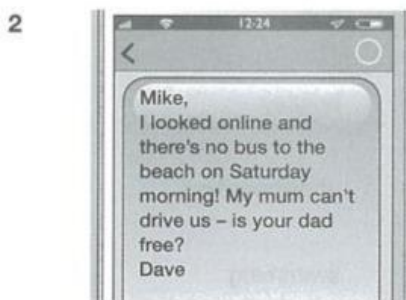 2
12:24
Mike,
I looked online and
there's no bus to the
beach on Saturday
morning! My mum can't
drive us – is your dad
free?
Dave